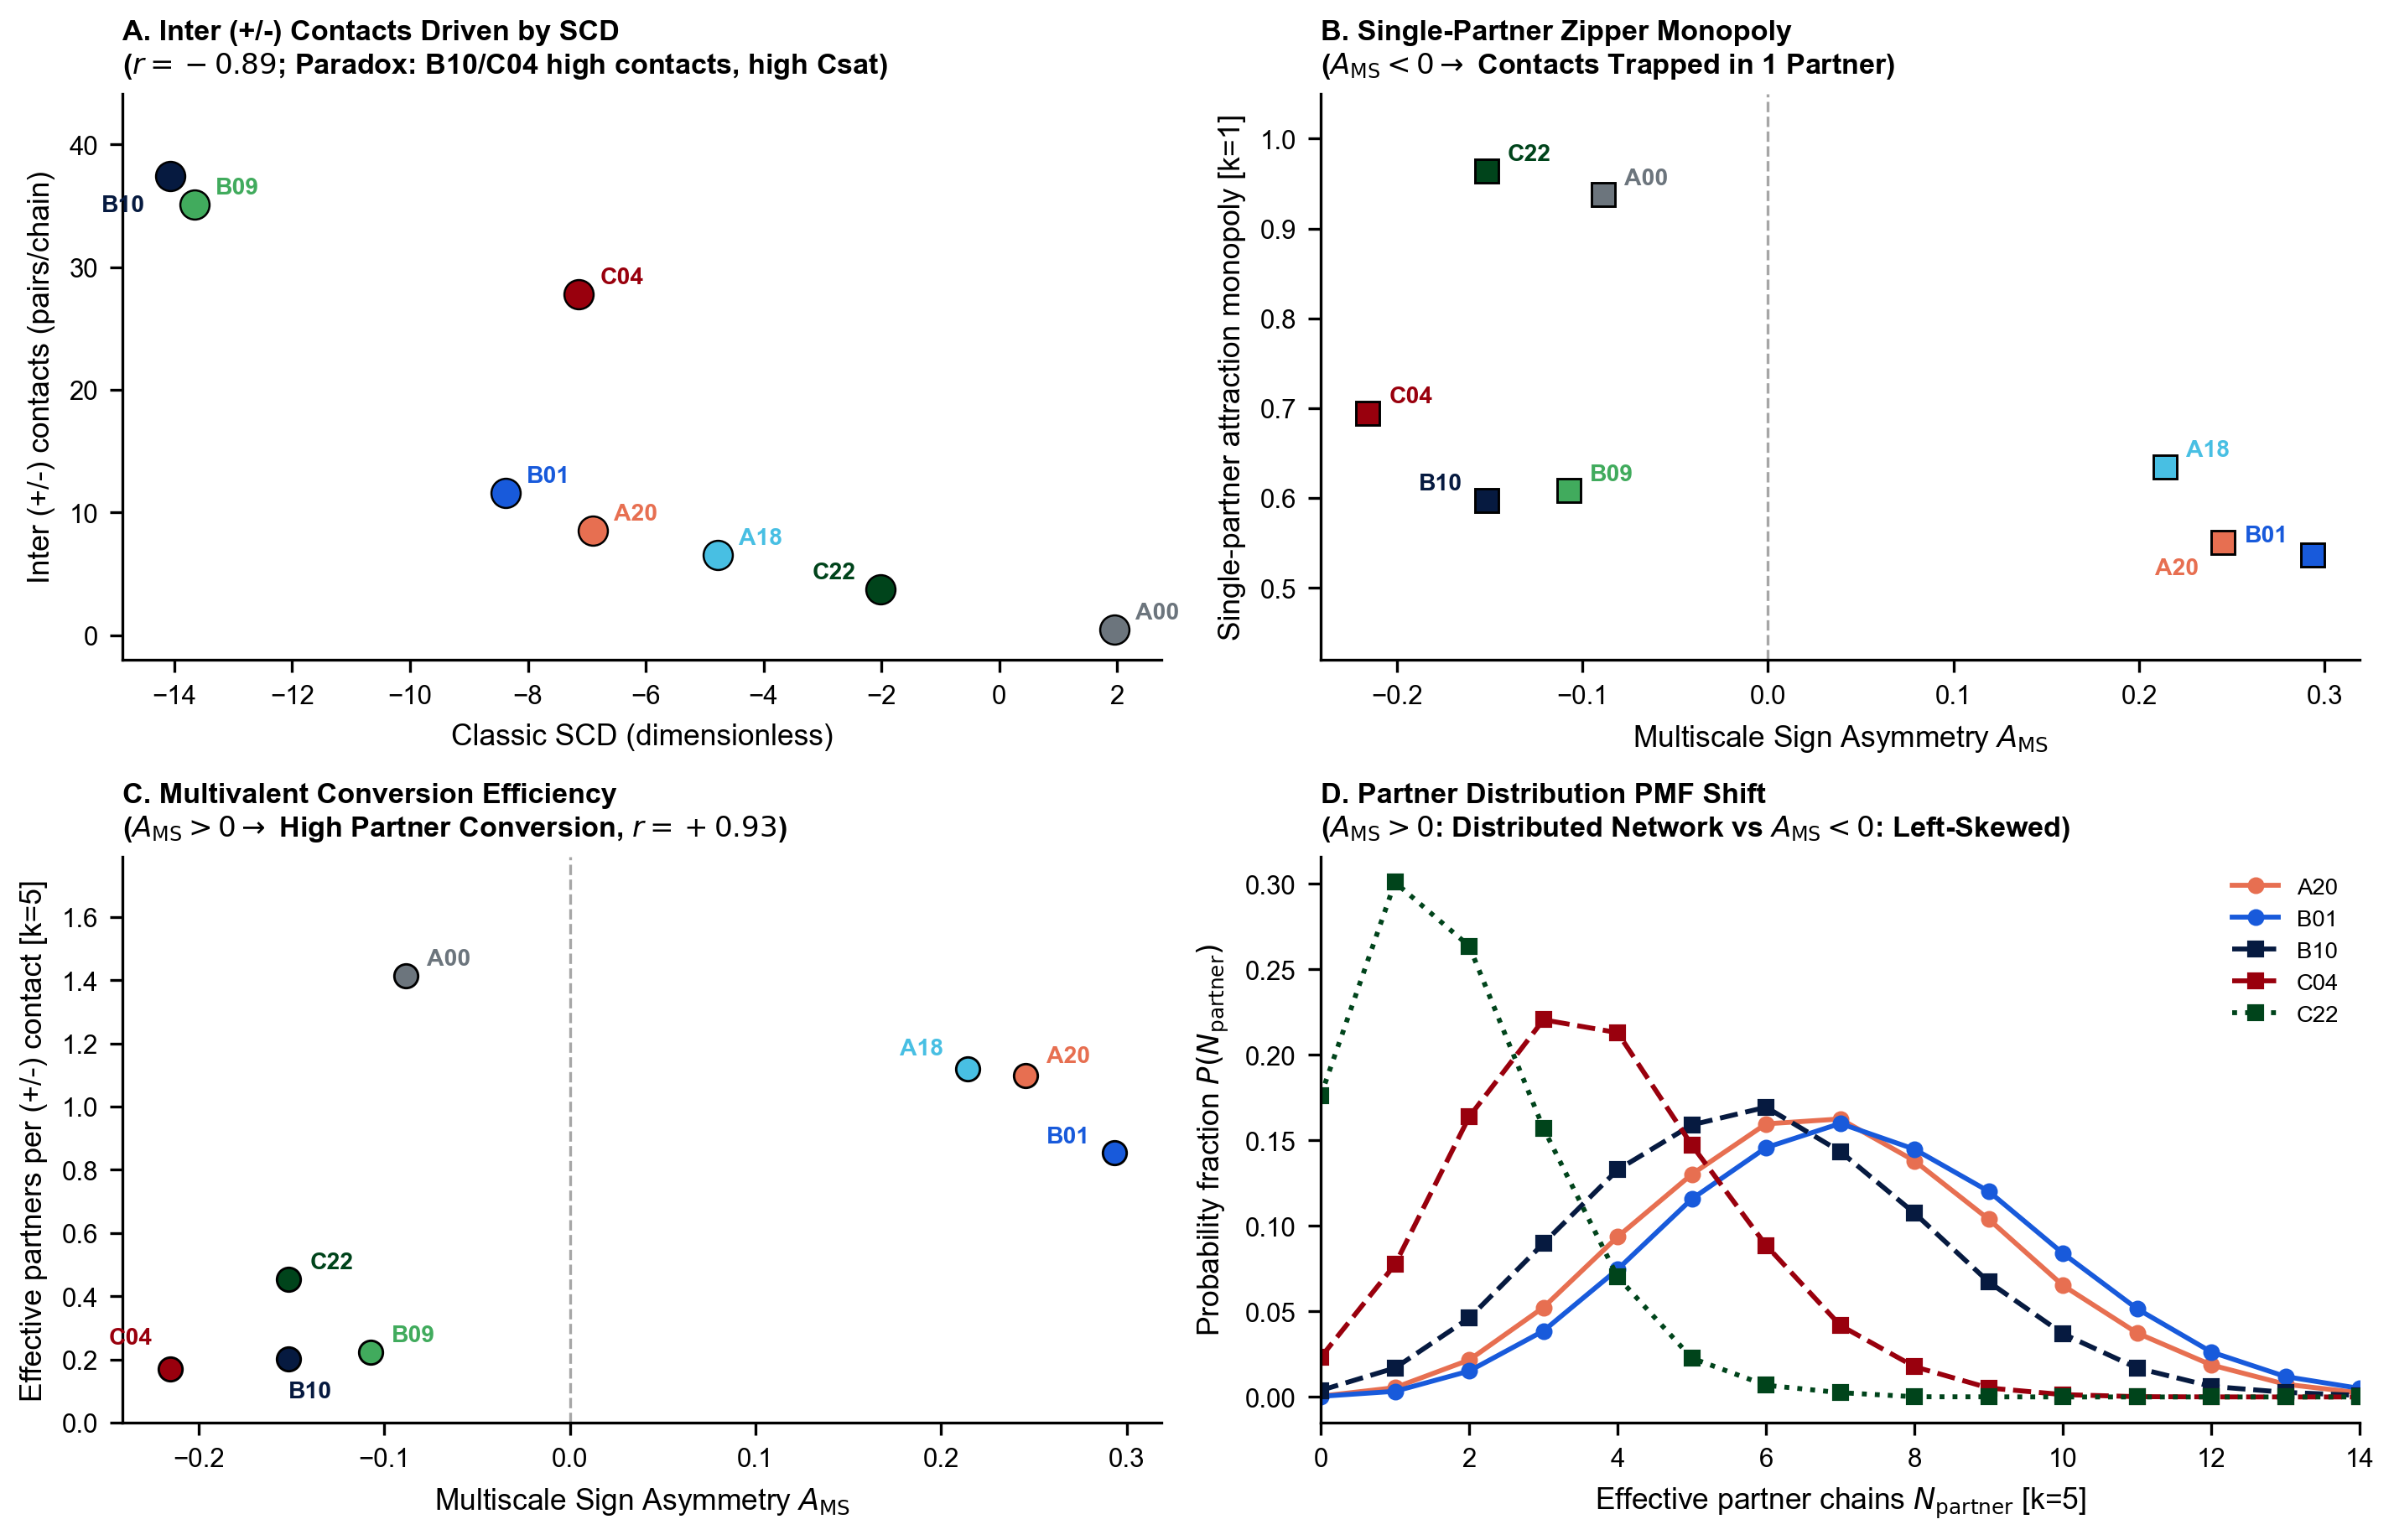 A. Inter (+/-) Contacts Driven by SCD
(r = −0.89; Paradox: B10/C04 high contacts, high Csat)
Inter (+/-) contacts (pairs/chain)
40
30
20
10
0
B10
B09
C04
B01
A20
A18
C22
A00
−14
−12
−10
−8
−6
−4
−2
0
2
Classic SCD (dimensionless)
B. Single-Partner Zipper Monopoly
(A_MS < 0 → Contacts Trapped in 1 Partner)
Single-partner attraction monopoly [k=1]
1.0
0.9
0.8
0.7
0.6
0.5
C22
A00
C04
A18
B09
B10
B01
A20
−0.2
−0.1
0.0
0.1
0.2
0.3
Multiscale Sign Asymmetry A_MS
C. Multivalent Conversion Efficiency
(A_MS > 0 → High Partner Conversion, r = +0.93)
Effective partners per (+/-) contact [k=5]
1.6
1.4
1.2
1.0
0.8
0.6
0.4
0.2
0.0
A00
A18
A20
B01
C22
C04
B09
B10
−0.2
−0.1
0.0
0.1
0.2
0.3
Multiscale Sign Asymmetry A_MS
D. Partner Distribution PMF Shift
(A_MS > 0: Distributed Network vs A_MS < 0: Left-Skewed)
Probability fraction P(N_partner)
0.30
0.25
0.20
0.15
0.10
0.05
0.00
A20
B01
B10
C04
C22
0
2
4
6
8
10
12
14
Effective partner chains N_partner [k=5]